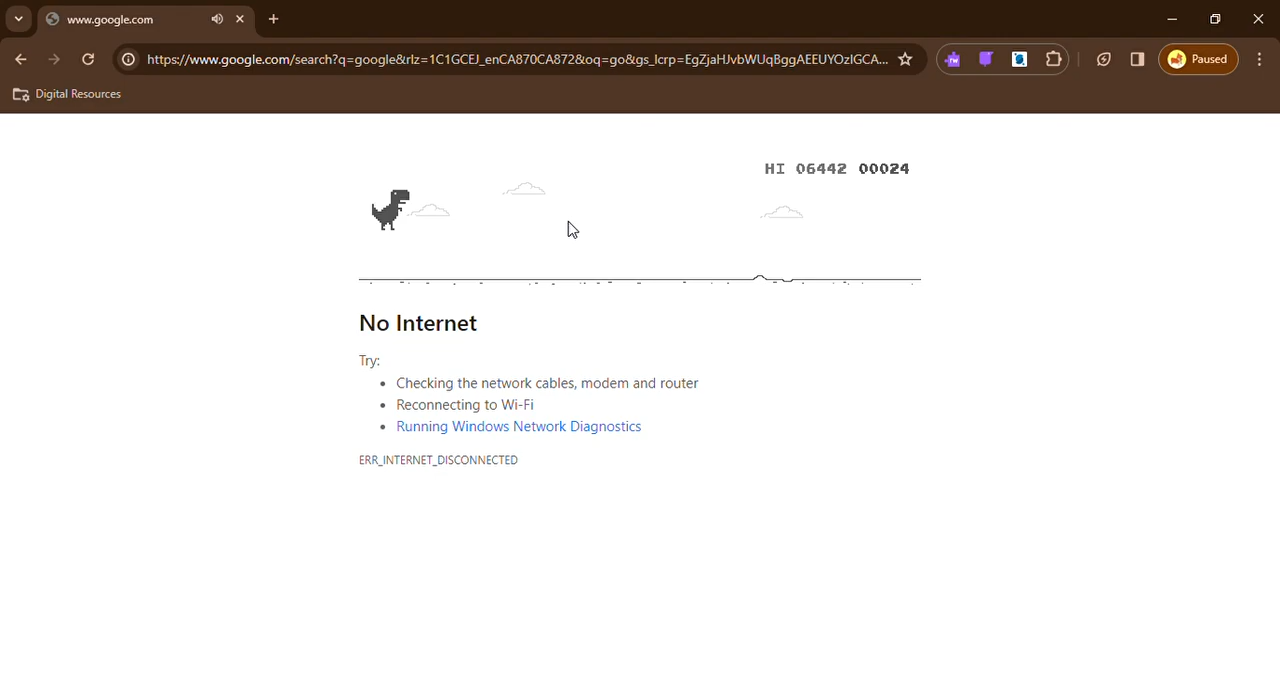 www.google.com
https://www.google.com/search?q=google&rlz=1C1GCEJ_enCA870CA872&oq=go&gs_lcrp=EgZjaHJvbWUqBggAEEUYOzIGCA...
Paused
Digital Resources
HI 06442 00024
No Internet
Try:
Checking the network cables, modem and router
Reconnecting to Wi-Fi
Running Windows Network Diagnostics
ERR_INTERNET_DISCONNECTED